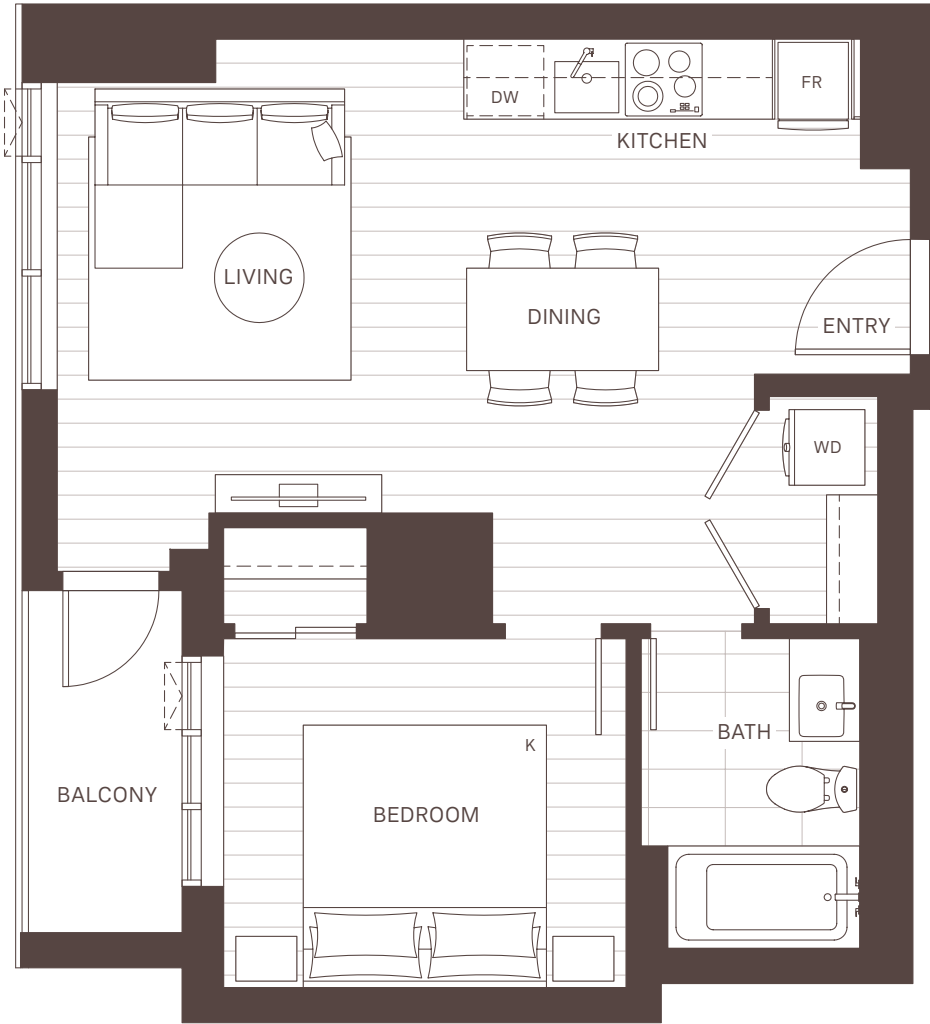 DW
FR
KITCHEN
LIVING
DINING
ENTRY
WD
BATH
K
BALCONY
BEDROOM